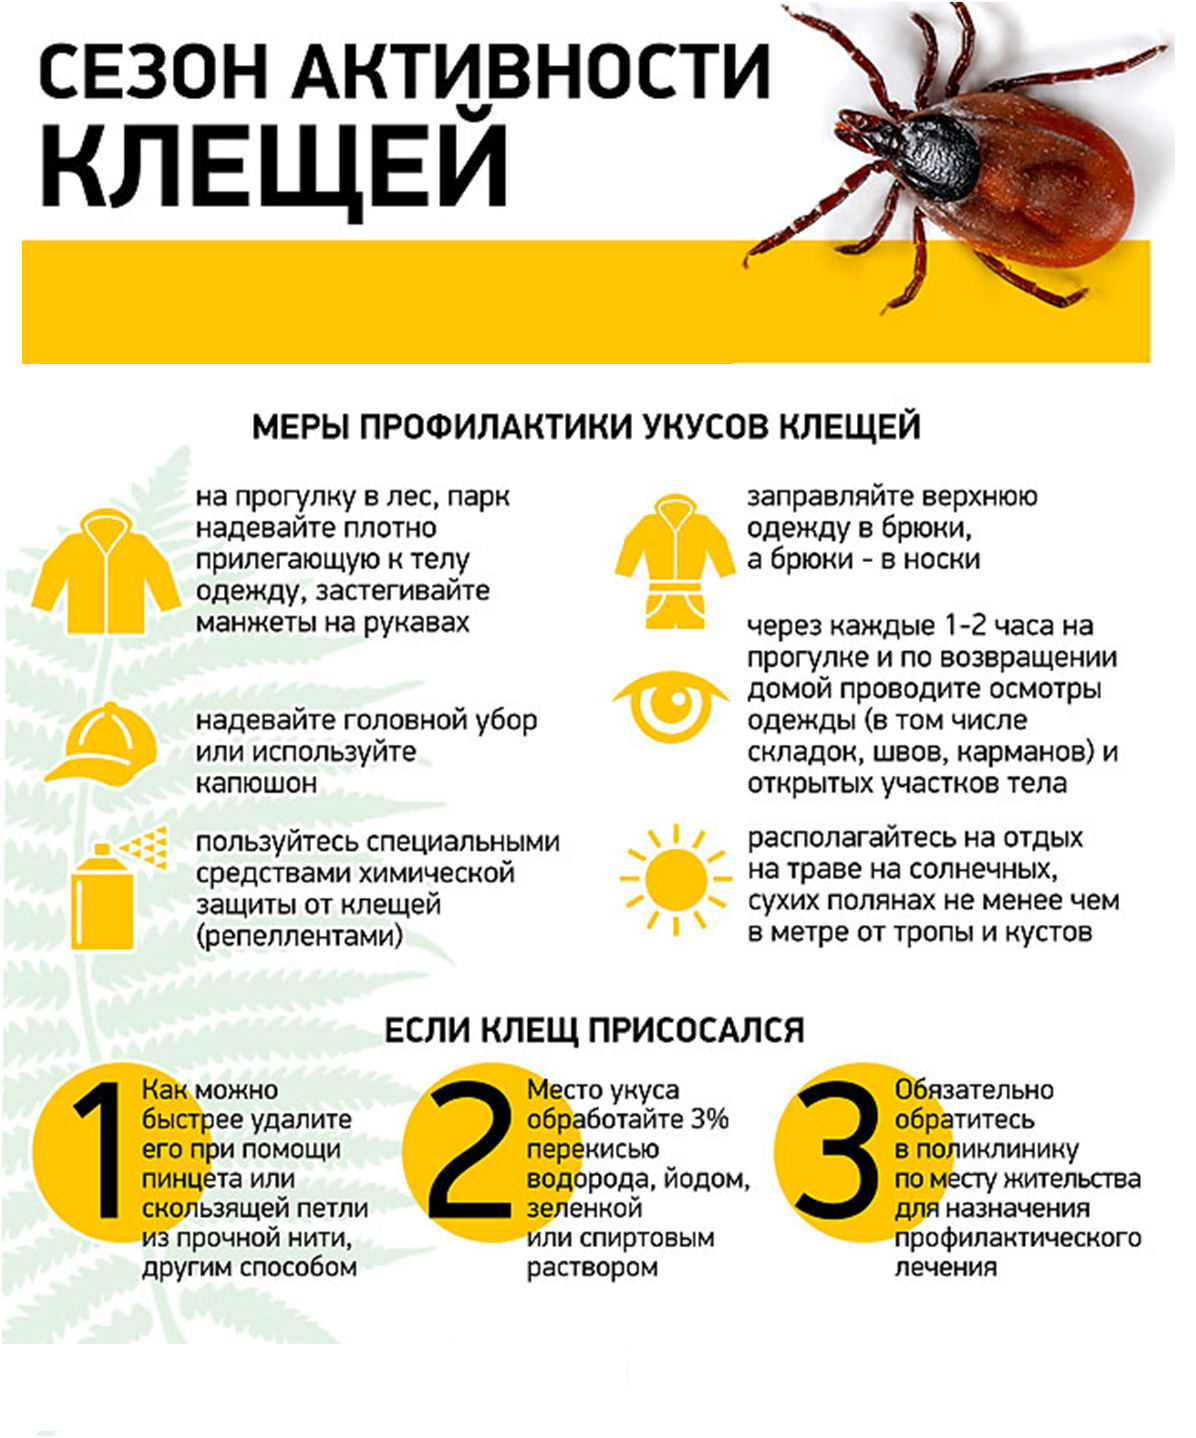 СЕЗОН АКТИВНОСТИ
КЛЕЩЕЙ
МЕРЫ ПРОФИЛАКТИКИ УКУСОВ КЛЕЩЕЙ
на прогулку в лес, парк
надевайте плотно
прилегающую к телу
одежду, застегивайте
манжеты на рукавах
надевайте головной убор
или используйте
капюшон
пользуйтесь специальными
средствами химической
защиты от клещей
(репеллентами)
заправляйте верхнюю
одежду в брюки,
а брюки - в носки
через каждые 1-2 часа на
прогулке и по возвращении
домой проводите осмотры
одежды (в том числе
складок, швов, карманов) и
открытых участков тела
располагайтесь на отдых
на траве на солнечных,
сухих полянах не менее чем
в метре от тропы и кустов
ЕСЛИ КЛЕЩ ПРИСОСАЛСЯ
1
Как можно
быстрее удалите
его при помощи
пинцета или
скользящей петли
из прочной нити,
другим способом
2
Место укуса
обработайте 3%
перекисью
водорода, йодом,
зеленкой
или спиртовым
раствором
3
Обязательно
обратитесь
в поликлинику
по месту жительства
для назначения
профилактического
лечения